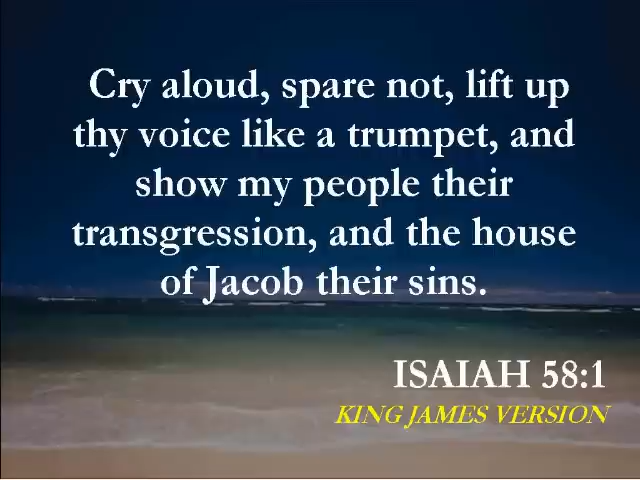 Cry aloud, spare not, lift up
thy voice like a trumpet, and
show my people their
transgression, and the house
of Jacob their sins.
ISAIAH 58:1
KING JAMES VERSION